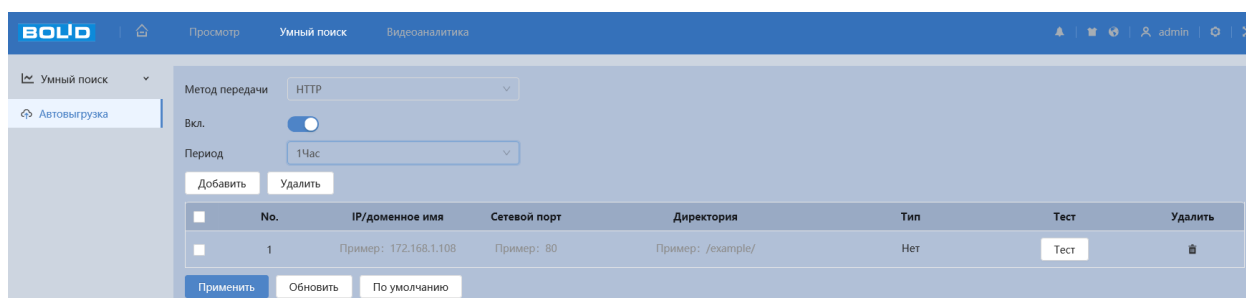 BOLID Просмотр Умный поиск Видеоаналитика admin
Умный поиск
Автовыгрузка
Метод передачи HTTP
Вкл.
Период 1Час
Добавить Удалить
No. IP/доменное имя Сетевой порт Директория Тип Тест Удалить
1 Пример: 172.168.1.108 Пример: 80 Пример: /example/ Нет Тест
Применить Обновить По умолчанию